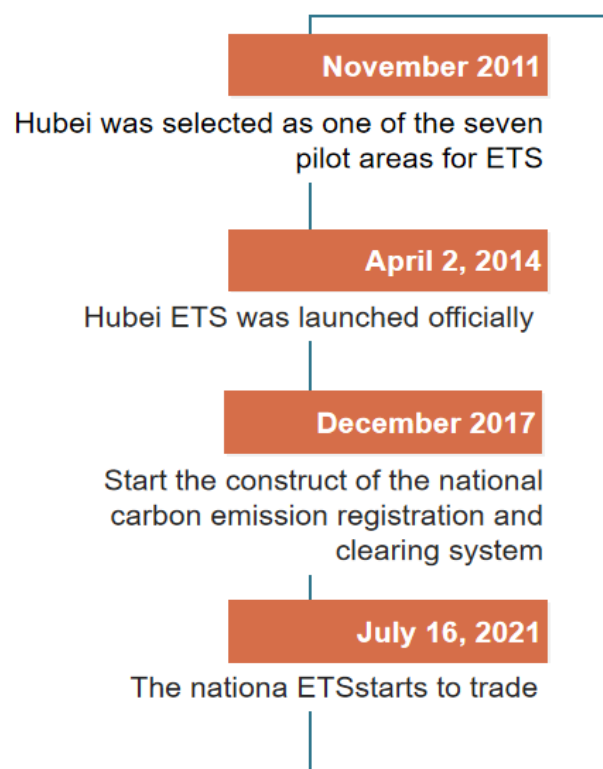 November 2011
Hubei was selected as one of the seven
pilot areas for ETS
April 2, 2014
Hubei ETS was launched officially
December 2017
Start the construct of the national
carbon emission registration and
clearing system
July 16, 2021
The nationa ETSstarts to trade